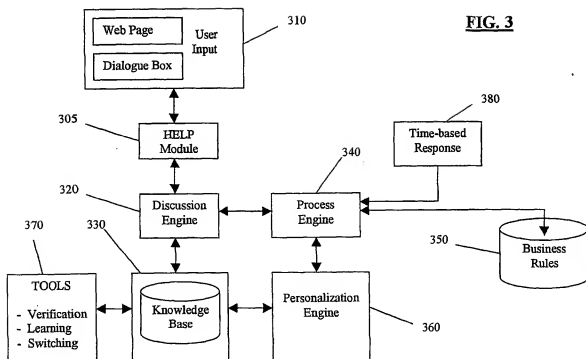 310
FIG. 3
Web Page
User
Input
Dialogue Box
380
305
HELP
Module
340
Time-based
Response
320
Discussion
Engine
Process
Engine
350
Business
Rules
370
330
TOOLS
- Verification
- Learning
- Switching
Knowledge
Base
Personalization
Engine
360